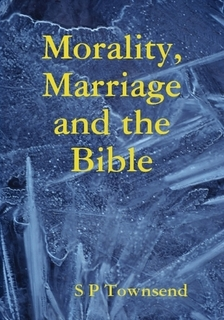 Morality,
Marriage
and the
Bible
S P Townsend